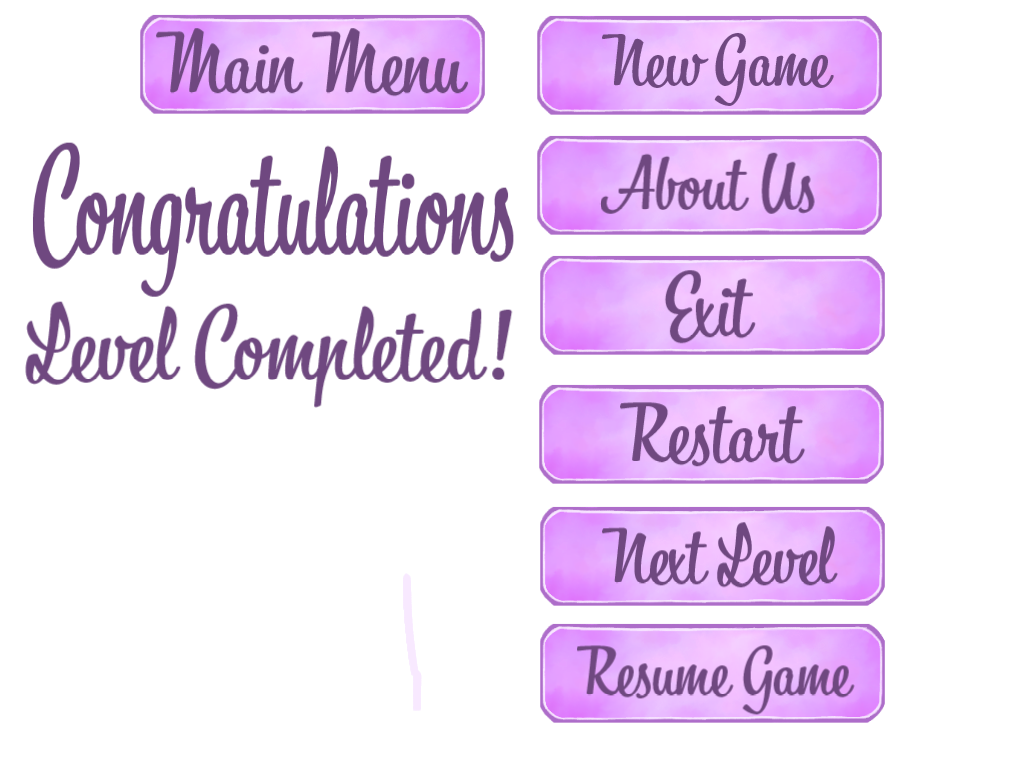 Main Menu
Congratulations
Level Completed!
New Game
About Us
Exit
Restart
Next Level
Resume Game